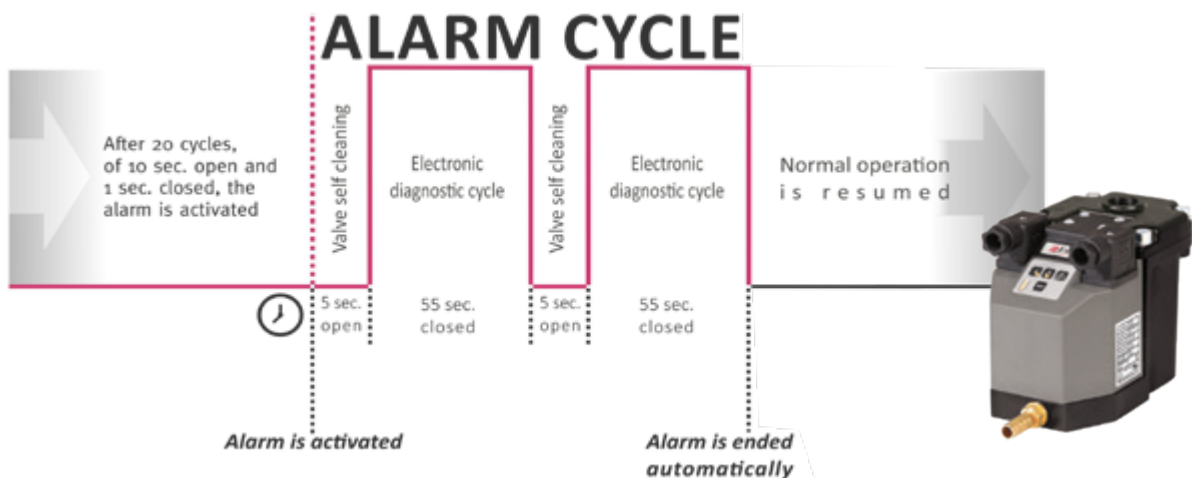 ALARM CYCLE
After 20 cycles,
of 10 sec. open and
1 sec. closed, the
alarm is activated
Valve self cleaning
Electronic
diagnostic cycle
Valve self cleaning
Electronic
diagnostic cycle
Normal operation
is resumed
5 sec.
open
55 sec.
closed
5 sec.
open
55 sec.
closed
Alarm is activated
Alarm is ended
automatically